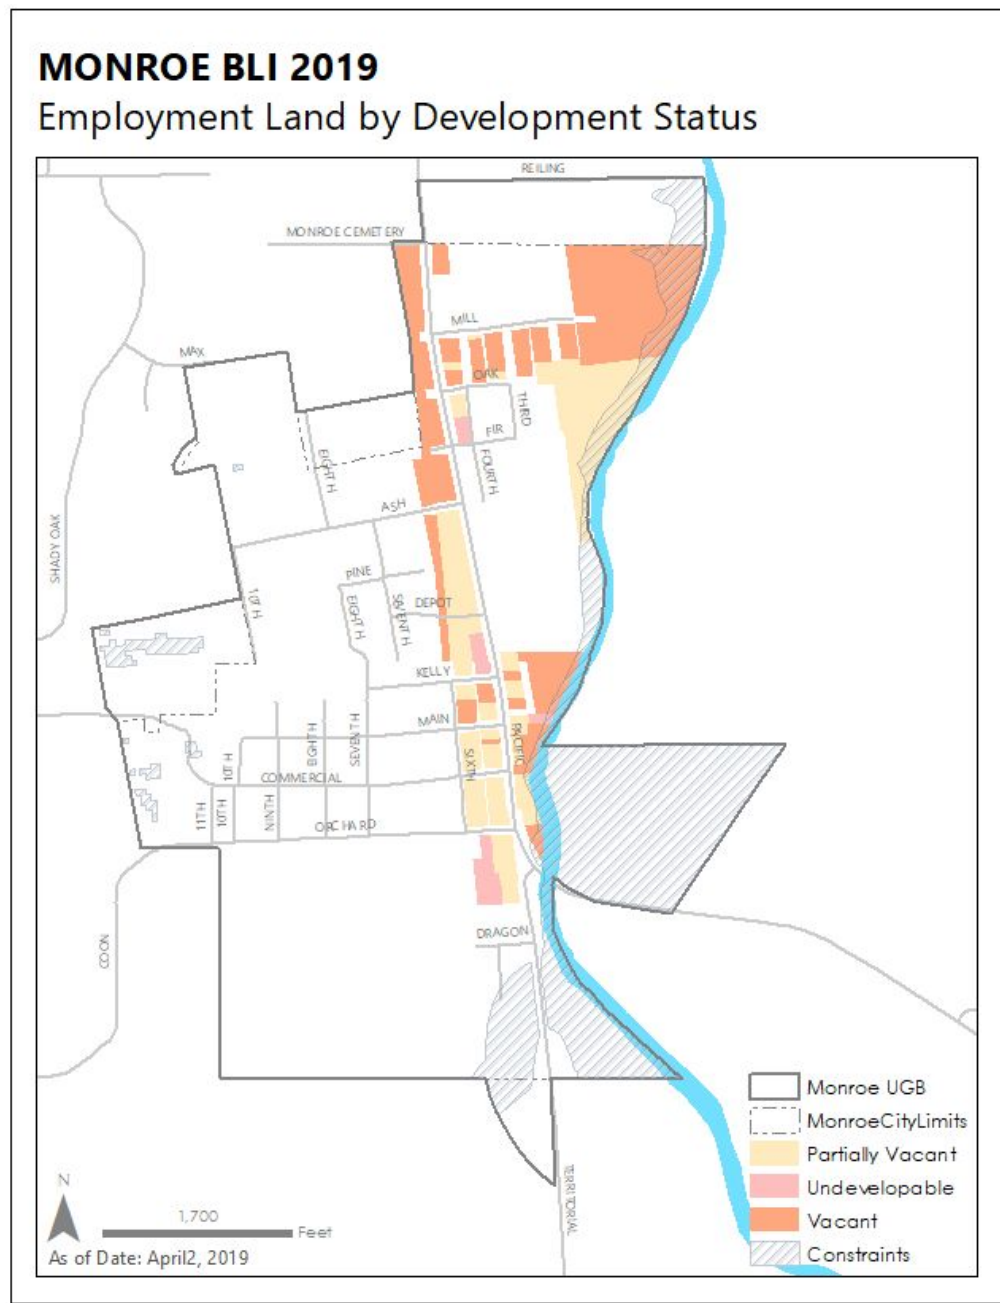 MONROE BLI 2019
Employment Land by Development Status
REILING
MONROE CEMETERY
MILL
MAX
OAK
THIRD
FIR
EIGHTH
FOURTH
ASH
SHADY OAK
PINE
10TH
EIGHTH
SEVENTH
DEPOT
KELLY
MAIN
EIGHTH
SEVENTH
PACIFIC
SIXTH
10TH
COMMERCIAL
11TH
10TH
NINTH
ORCHARD
COON
DRAGON
TERRITORIAL
Monroe UGB
MonroeCityLimits
Partially Vacant
Undevelopable
Vacant
Constraints
N
1,700
Feet
As of Date: April2, 2019